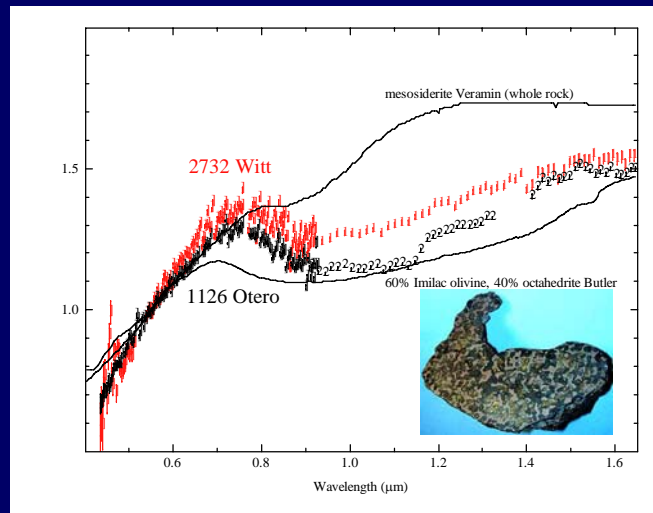 mesosiderite Veramin (whole rock)
2732 Witt
1.5
1.0
1126 Otero
60% Imilac olivine, 40% octahedrite Butler
0.6 0.8 1.0 1.2 1.4 1.6
Wavelength (μm)